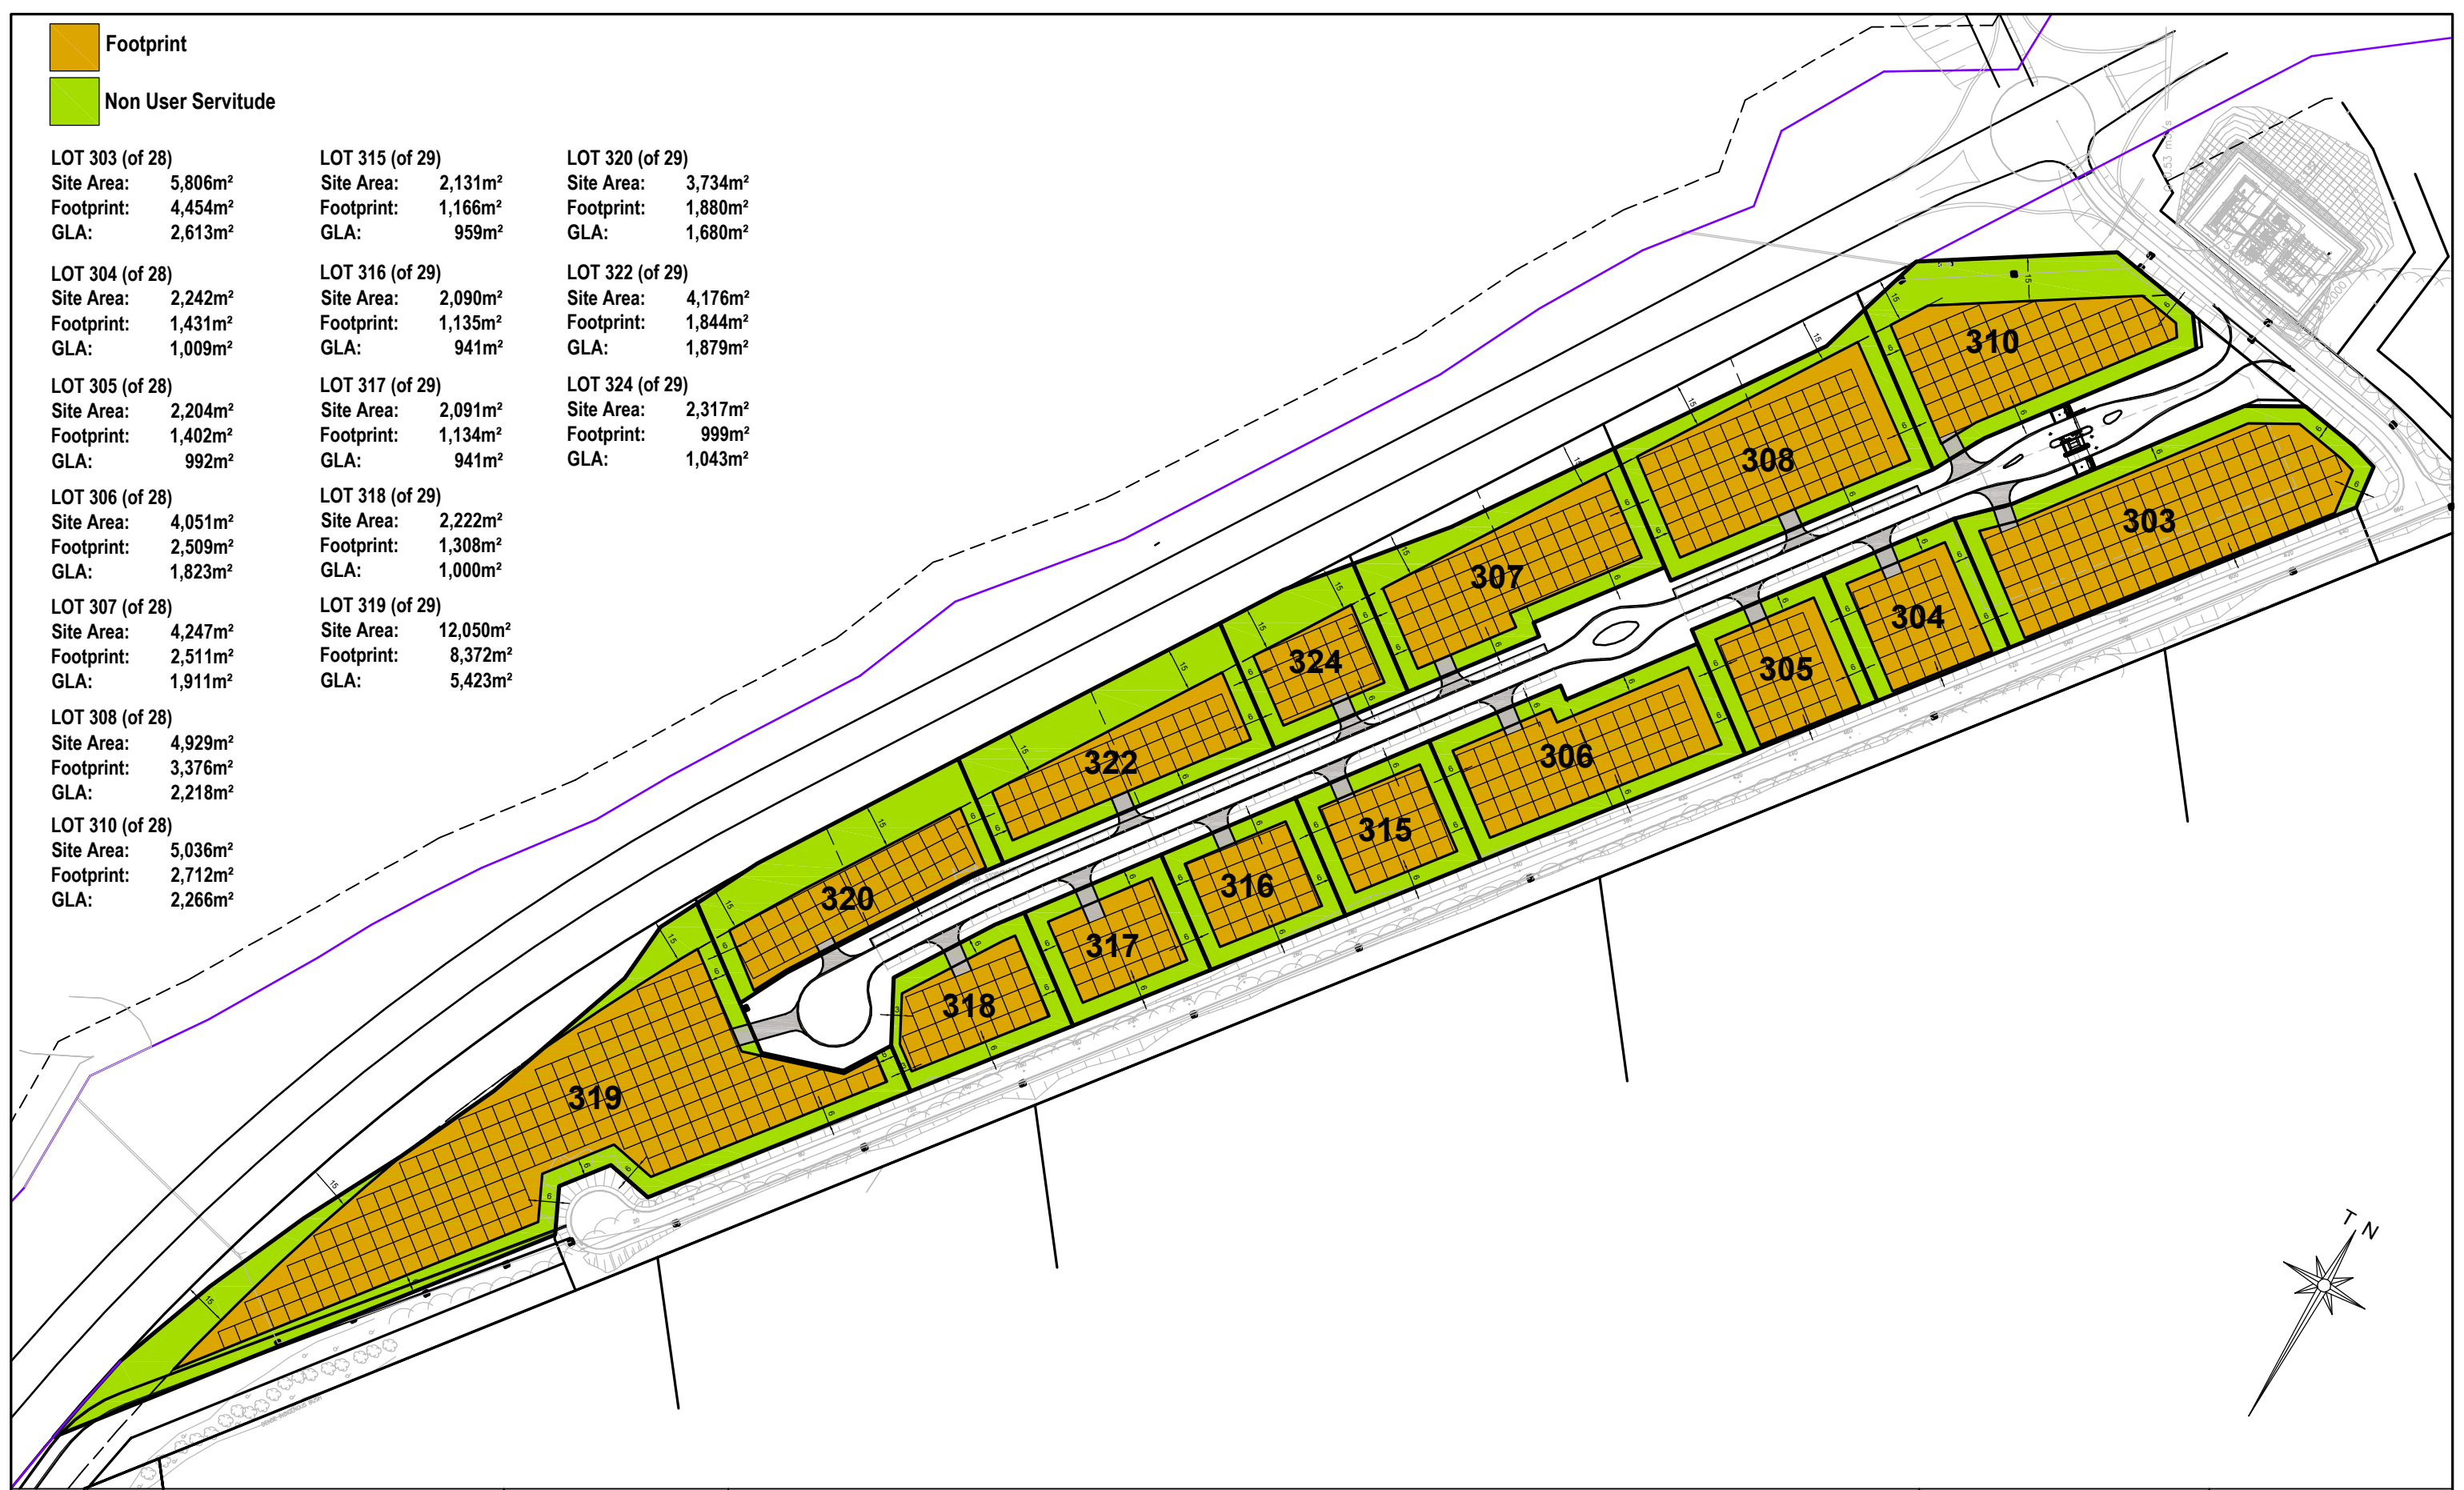 Footprint
Non User Servitude
LOT 303 (of 28)
Site Area: 5,806m²
Footprint: 4,454m²
GLA: 2,613m²
LOT 304 (of 28)
Site Area: 2,242m²
Footprint: 1,431m²
GLA: 1,009m²
LOT 305 (of 28)
Site Area: 2,204m²
Footprint: 1,402m²
GLA: 992m²
LOT 306 (of 28)
Site Area: 4,051m²
Footprint: 2,509m²
GLA: 1,823m²
LOT 307 (of 28)
Site Area: 4,247m²
Footprint: 2,511m²
GLA: 1,911m²
LOT 308 (of 28)
Site Area: 4,929m²
Footprint: 3,376m²
GLA: 2,218m²
LOT 310 (of 28)
Site Area: 5,036m²
Footprint: 2,712m²
GLA: 2,266m²
LOT 315 (of 29)
Site Area: 2,131m²
Footprint: 1,166m²
GLA: 959m²
LOT 316 (of 29)
Site Area: 2,090m²
Footprint: 1,135m²
GLA: 941m²
LOT 317 (of 29)
Site Area: 2,091m²
Footprint: 1,134m²
GLA: 941m²
LOT 318 (of 29)
Site Area: 2,222m²
Footprint: 1,308m²
GLA: 1,000m²
LOT 319 (of 29)
Site Area: 12,050m²
Footprint: 8,372m²
GLA: 5,423m²
LOT 320 (of 29)
Site Area: 3,734m²
Footprint: 1,880m²
GLA: 1,680m²
LOT 322 (of 29)
Site Area: 4,176m²
Footprint: 1,844m²
GLA: 1,879m²
LOT 324 (of 29)
Site Area: 2,317m²
Footprint: 999m²
GLA: 1,043m²
310
308
303
307
304
324
305
322
306
315
320
316
317
318
319
T N